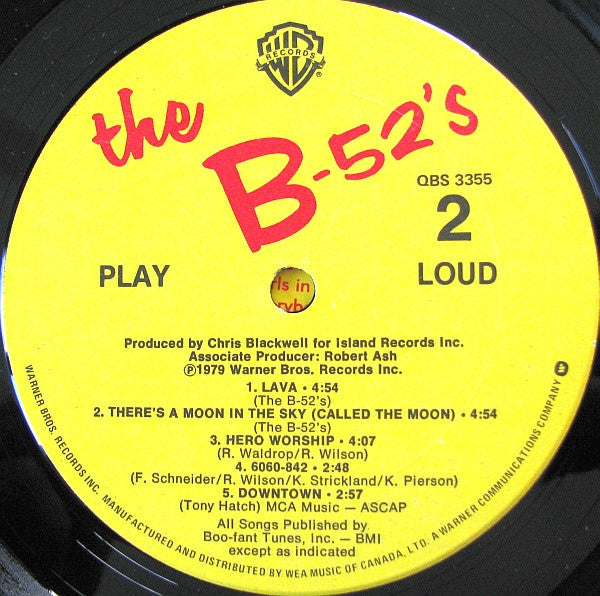 RECORDS
WB
®
the
B-52's
QBS 3355
2
PLAY
LOUD
rls in
ryb
Produced by Chris Blackwell for Island Records Inc.
Associate Producer: Robert Ash
Ⓟ1979 Warner Bros. Records Inc.
1. LAVA • 4:54
(The B-52's)
2. THERE'S A MOON IN THE SKY (CALLED THE MOON) • 4:54
(The B-52's)
3. HERO WORSHIP • 4:07
(R. Waldrop/R. Wilson)
4. 6060-842 • 2:48
(F. Schneider/R. Wilson/K. Strickland/K. Pierson)
5. DOWNTOWN • 2:57
(Tony Hatch) MCA Music — ASCAP
All Songs Published by
Boo-fant Tunes, Inc. — BMI
except as indicated
WARNER BROS. RECORDS INC. MANUFACTURED AND DISTRIBUTED BY WEA MUSIC OF CANADA, LTD. A WARNER COMMUNICATIONS COMPANY